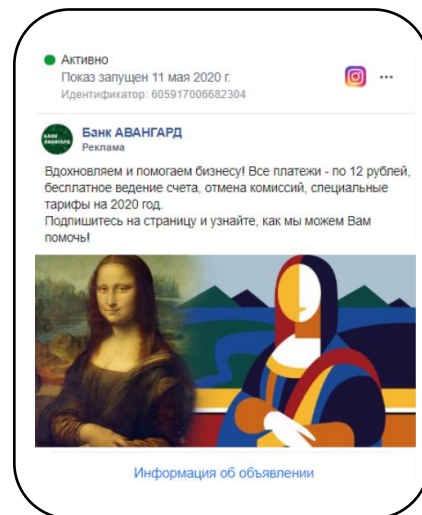 Активно
Показ запущен 11 мая 2020 г.
Идентификатор: 605917006682304
БАНК
АВАНГАРД
Банк АВАНГАРД
Реклама
Вдохновляем и помогаем бизнесу! Все платежи - по 12 рублей,
бесплатное ведение счета, отмена комиссий, специальные
тарифы на 2020 год.
Подпишитесь на страницу и узнайте, как мы можем Вам
помочь!
Информация об объявлении